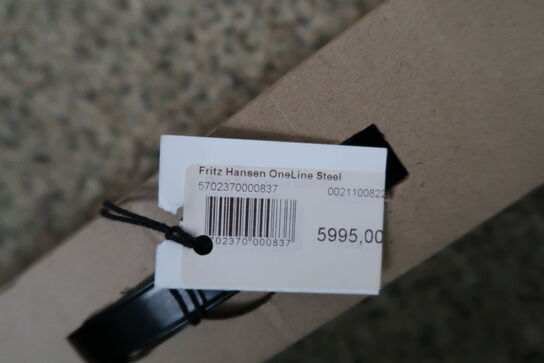 Fritz Hansen OneLine Steel
5702370000837 0021100822
702370 000837 5995,00